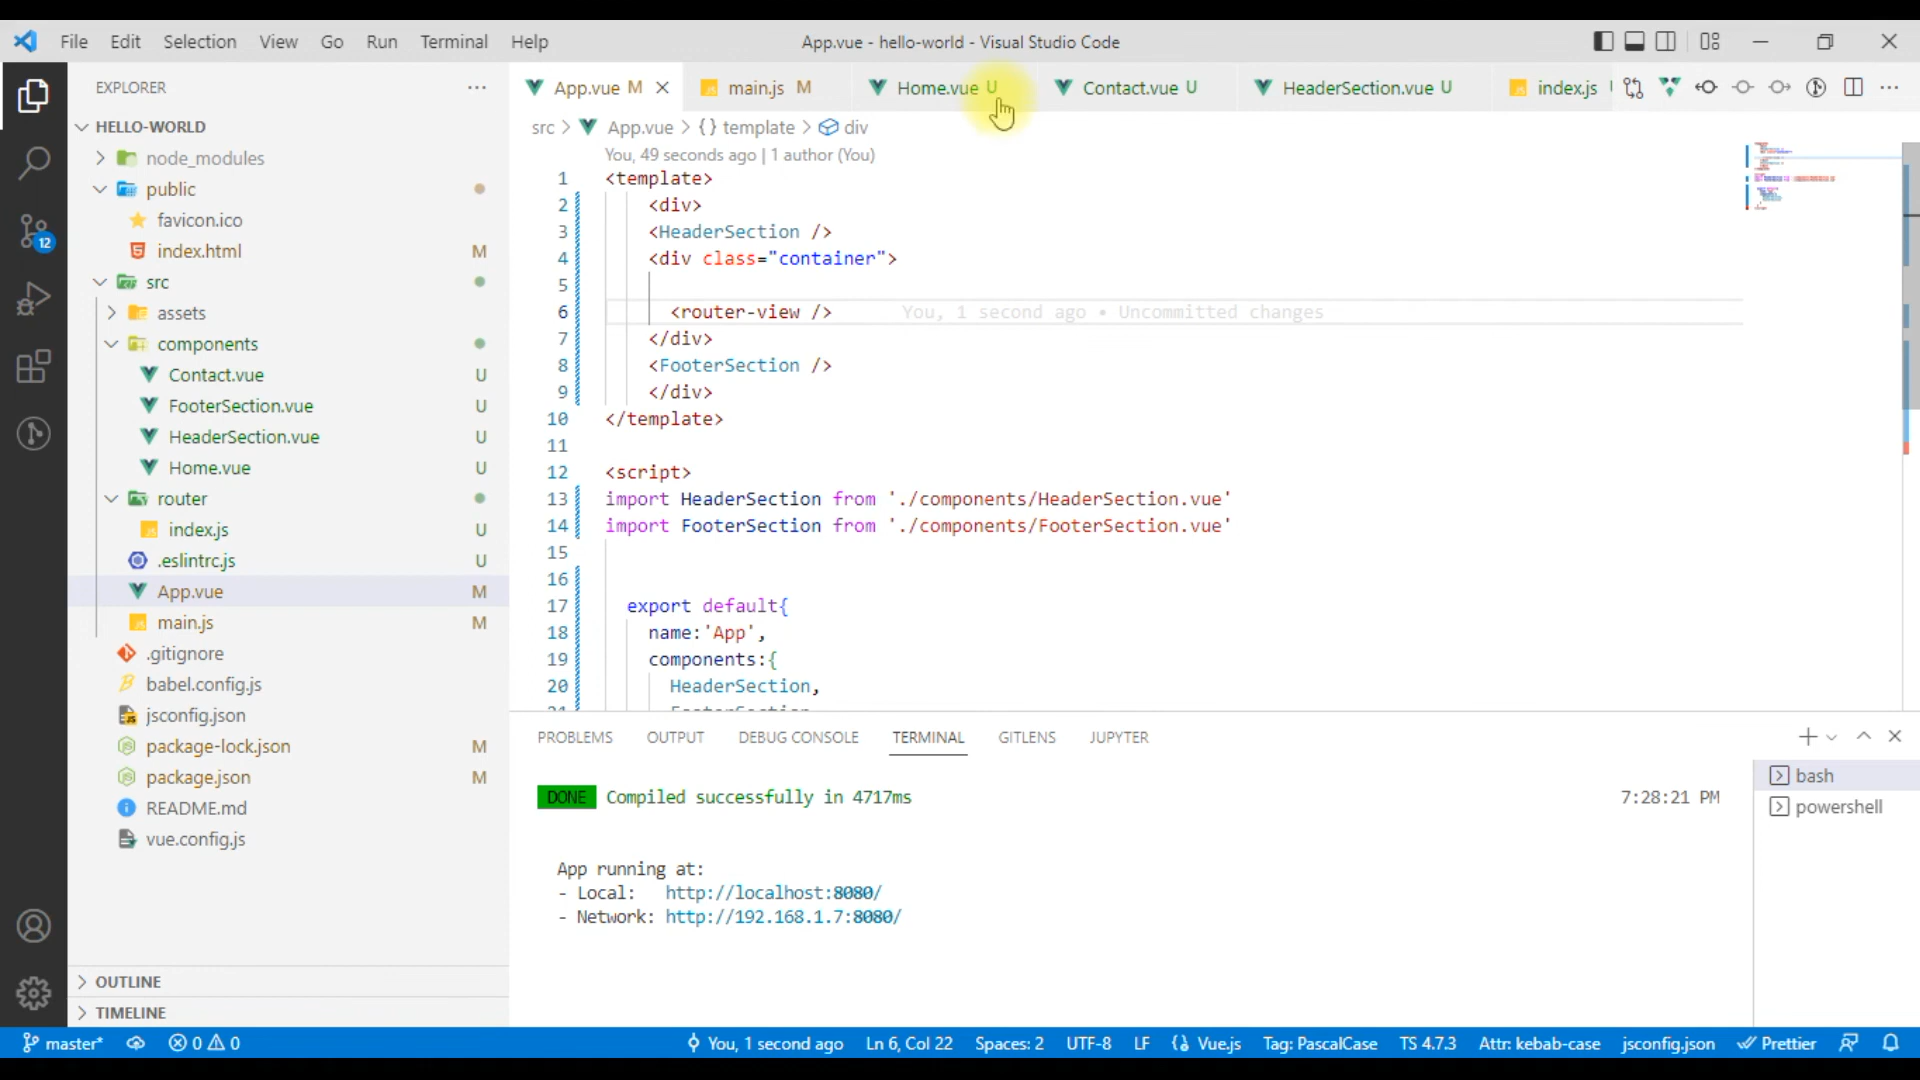 File Edit Selection View Go Run Terminal Help App.vue - hello-world - Visual Studio Code
EXPLORER
HELLO-WORLD
node_modules
public
favicon.ico
index.html M
src
assets
components
Contact.vue U
FooterSection.vue U
HeaderSection.vue U
Home.vue U
router
index.js U
.eslintrc.js U
App.vue M
main.js M
.gitignore
babel.config.js
jsconfig.json
package-lock.json M
package.json M
README.md
vue.config.js
OUTLINE
TIMELINE
12
App.vue M main.js M Home.vue U Contact.vue U HeaderSection.vue U index.js
src > App.vue > {} template > div
You, 49 seconds ago | 1 author (You)
1 <template>
2 <div>
3 <HeaderSection />
4 <div class="container">
5
6 <router-view /> You, 1 second ago • Uncommitted changes
7 </div>
8 <FooterSection />
9 </div>
10 </template>
11
12 <script>
13 import HeaderSection from './components/HeaderSection.vue'
14 import FooterSection from './components/FooterSection.vue'
15
16
17 export default{
18 name:'App',
19 components:{
20 HeaderSection,
PROBLEMS OUTPUT DEBUG CONSOLE TERMINAL GITLENS JUPYTER
DONE Compiled successfully in 4717ms 7:28:21 PM
App running at:
- Local: http://localhost:8080/
- Network: http://192.168.1.7:8080/
bash
powershell
master* 0 0 You, 1 second ago Ln 6, Col 22 Spaces: 2 UTF-8 LF Vue.js Tag: PascalCase TS 4.7.3 Attr: kebab-case jsconfig.json Prettier